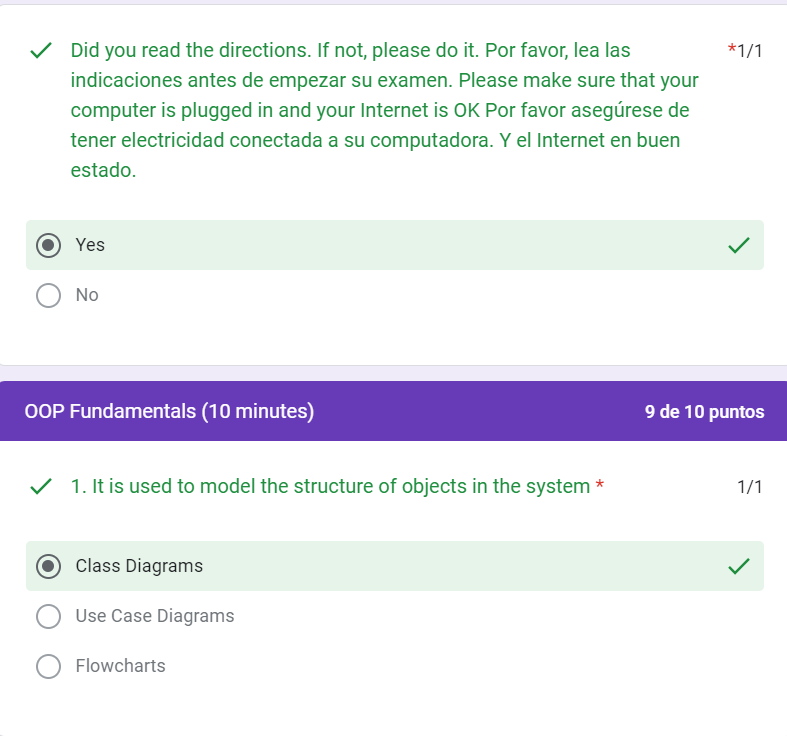 Did you read the directions. If not, please do it. Por favor, lea las *1/1
indicaciones antes de empezar su examen. Please make sure that your
computer is plugged in and your Internet is OK Por favor asegúrese de
tener electricidad conectada a su computadora. Y el Internet en buen
estado.
Yes
No
OOP Fundamentals (10 minutes) 9 de 10 puntos
1. It is used to model the structure of objects in the system * 1/1
Class Diagrams
Use Case Diagrams
Flowcharts